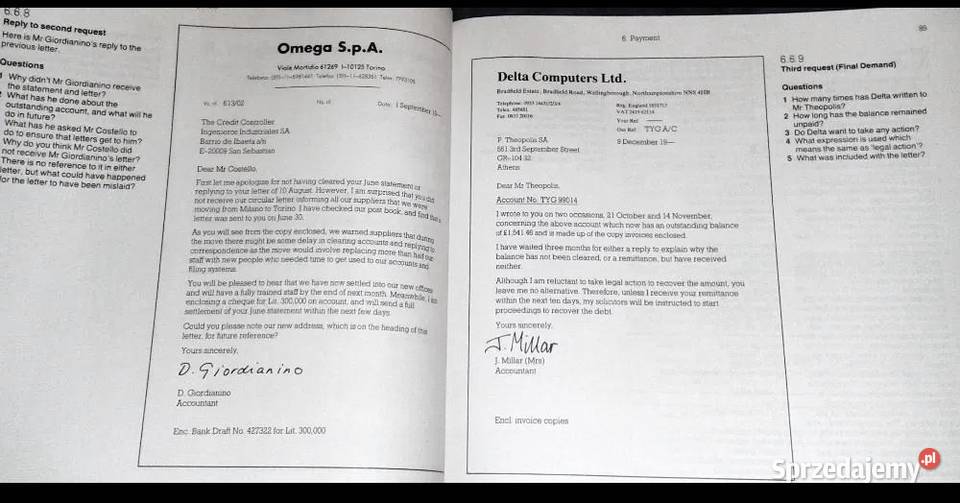 6.6.8
Reply to second request
Here is Mr Giordianino's reply to the
previous letter.
Questions
1 Why didn't Mr Giordianino receive
the statement and letter?
2 What has he done about the
outstanding account, and what will he
do in future?
What has he asked Mr Costello to
do to ensure that letters get to him?
Why do you think Mr Costello did
not receive Mr Giordianino's letter?
There is no reference to it in either
letter, but what could have happened
for the letter to have been mislaid?
Omega S.p.A.
Viale Mortidio 61269 I–10125 Torino
613/02
Date: 1 September 19–
The Credit Controller
Ingenieros Industriales SA
Barrio de Ibaeta s/n
E-20009 San Sebastian
Dear Mr Costello,
First let me apologise for not having cleared your June statement or
replying to your letter of 10 August. However, I am surprised that you did
not receive our circular letter informing all our suppliers that we were
moving from Milano to Torino. I have checked our post book, and find that a
letter was sent to you on June 30.
As you will see from the copy enclosed, we warned suppliers that during
the move there might be some delay in clearing accounts and replying to
correspondence as the move would involve replacing more than half our
staff with new people who needed time to get used to our accounts and
filing systems.
You will be pleased to hear that we have now settled into our new offices
and will have a fully trained staff by the end of next month. Meanwhile, I am
enclosing a cheque for Lit. 300,000 on account, and will send a full
settlement of your June statement within the next few days.
Could you please note our new address, which is on the heading of this
letter, for future reference?
Yours sincerely,
D. Giordianino
D. Giordianino
Accountant
Enc. Bank Draft No. 427322 for Lit. 300,000
6. Payment
Delta Computers Ltd.
Bradfield Estate, Bradfield Road, Wellingborough, Northamptonshire NN8 4HB
Your Ref:
Our Ref: TYG A/C
P. Theopolis SA
561 3rd September Street
GR-104 32
Athens
9 December 19—
Dear Mr Theopolis,
Account No. TYG 99014
I wrote to you on two occasions, 21 October and 14 November,
concerning the above account which now has an outstanding balance
of £1,541.46 and is made up of the copy invoices enclosed.
I have waited three months for either a reply to explain why the
balance has not been cleared, or a remittance, but have received
neither.
Although I am reluctant to take legal action to recover the amount, you
leave me no alternative. Therefore, unless I receive your remittance
within the next ten days, my solicitors will be instructed to start
proceedings to recover the debt.
Yours sincerely,
J. Millar
J. Millar (Mrs)
Accountant
Encl. invoice copies
6.6.9
Third request (Final Demand)
Questions
1 How many times has Delta written to
Mr Theopolis?
2 How long has the balance remained
unpaid?
3 Do Delta want to take any action?
4 What expression is used which
means the same as 'legal action'?
5 What was included with the letter?
Sprzedajemy.pl